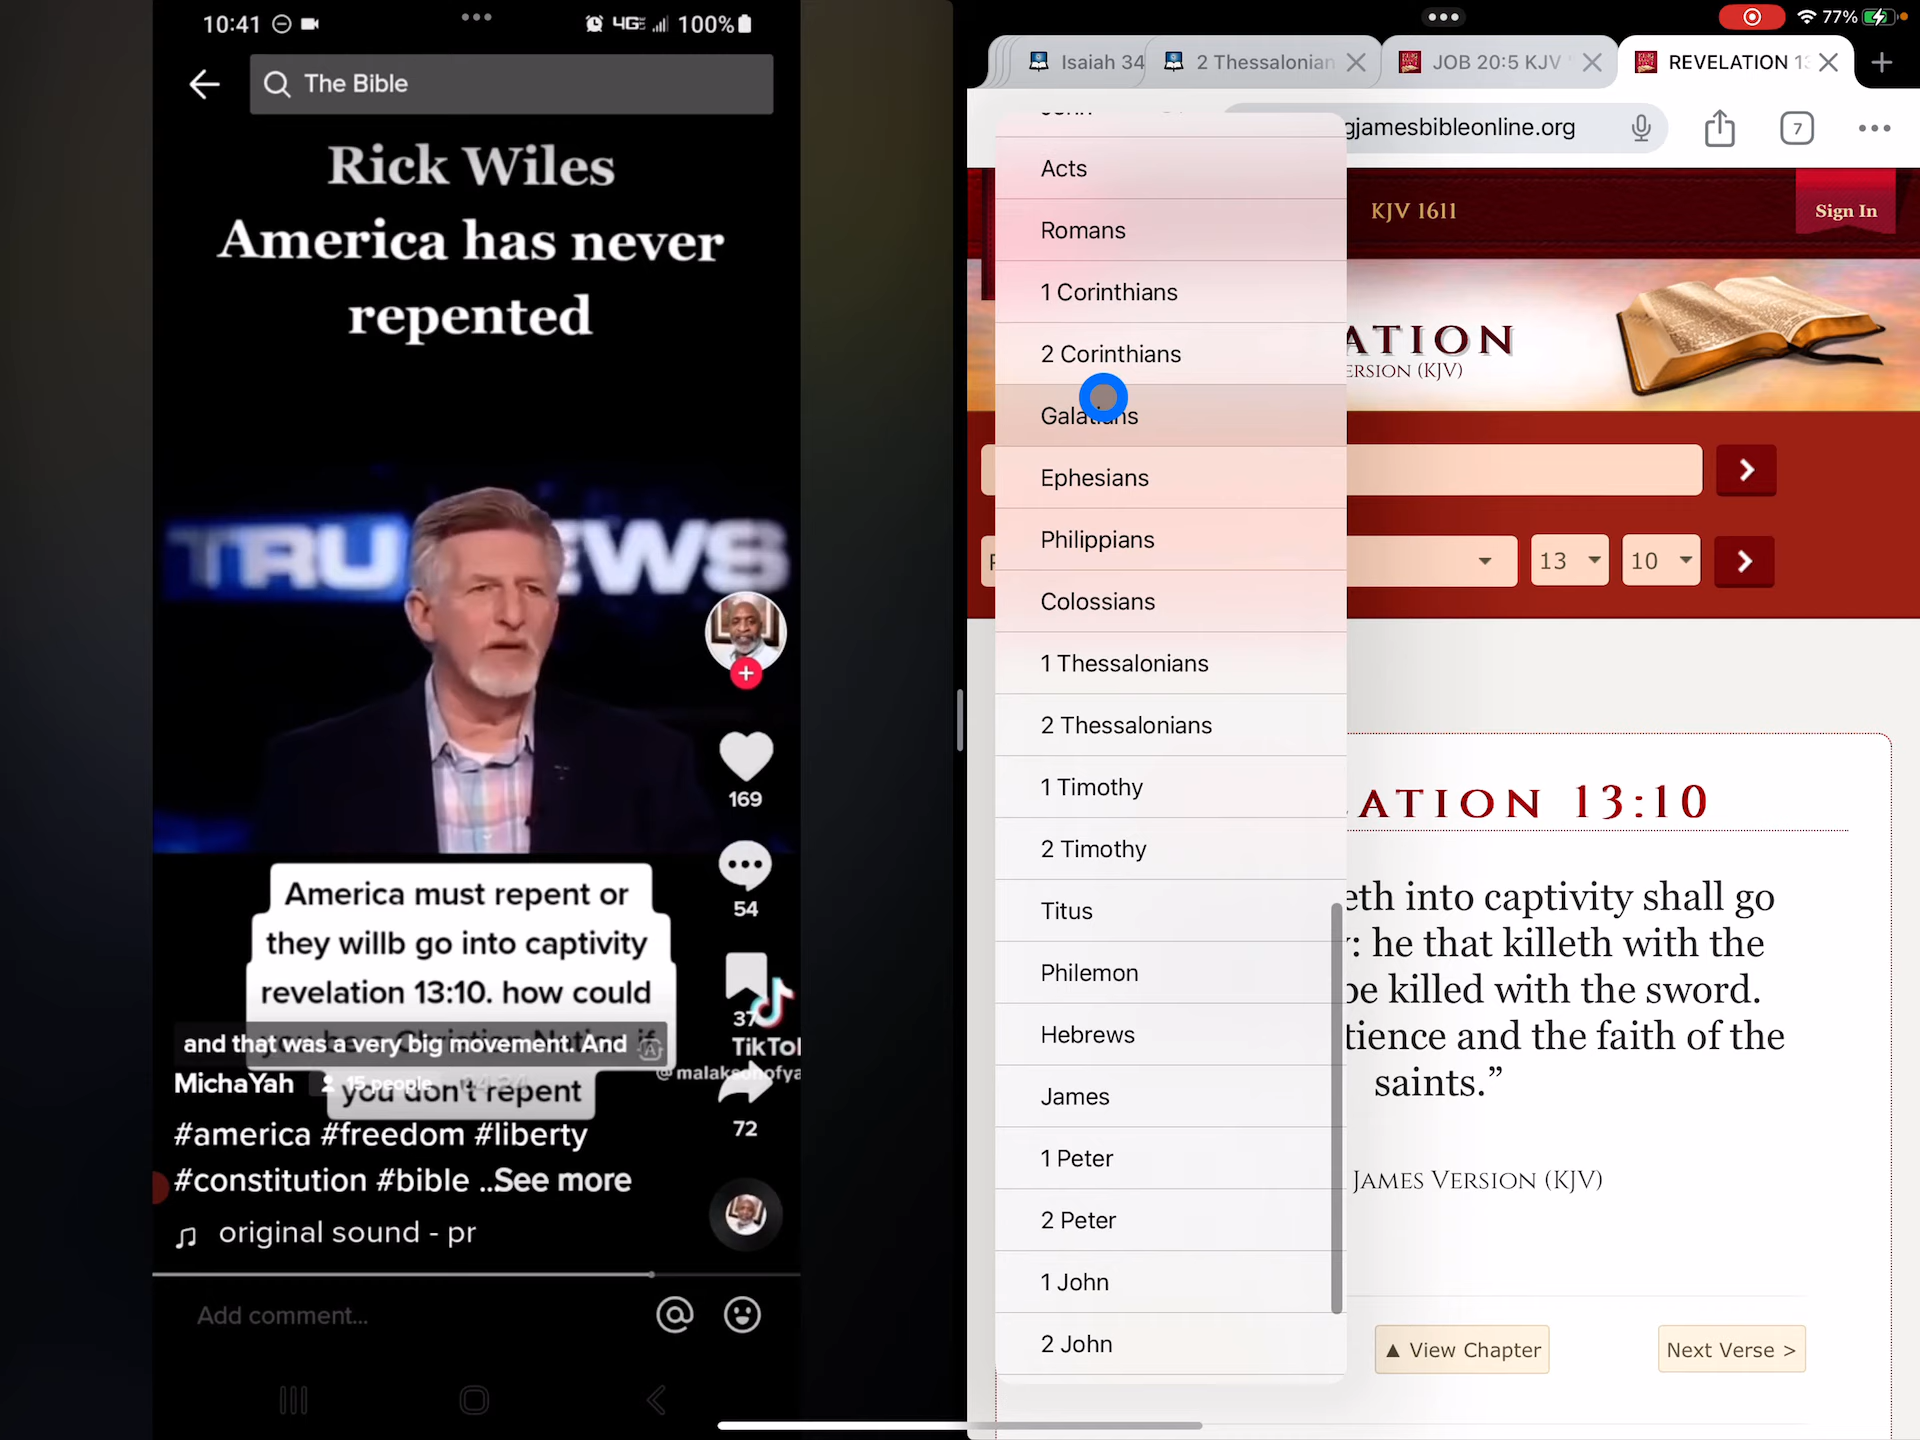 10:41
4G
100%
The Bible
Rick Wiles
America has never
repented
TRU EWS
169
54
37
TikTo
@malaksonofya
72
America must repent or
they willb go into captivity
revelation 13:10. how could
and that was a very big movement. And
MichaYah
15 people
you don't repent
#america #freedom #liberty
#constitution #bible ..See more
original sound - pr
Add comment...
77%
Isaiah 34
2 Thessalonian
JOB 20:5 KJV
REVELATION 13
gjamesbibleonline.org
7
KJV 1611
Sign In
ATION
ERSION (KJV)
13
10
Acts
Romans
1 Corinthians
2 Corinthians
Galatians
Ephesians
Philippians
Colossians
1 Thessalonians
2 Thessalonians
1 Timothy
2 Timothy
Titus
Philemon
Hebrews
James
1 Peter
2 Peter
1 John
2 John
ATION 13:10
eth into captivity shall go
: he that killeth with the
be killed with the sword.
tience and the faith of the
saints.”
James Version (KJV)
▲ View Chapter
Next Verse >